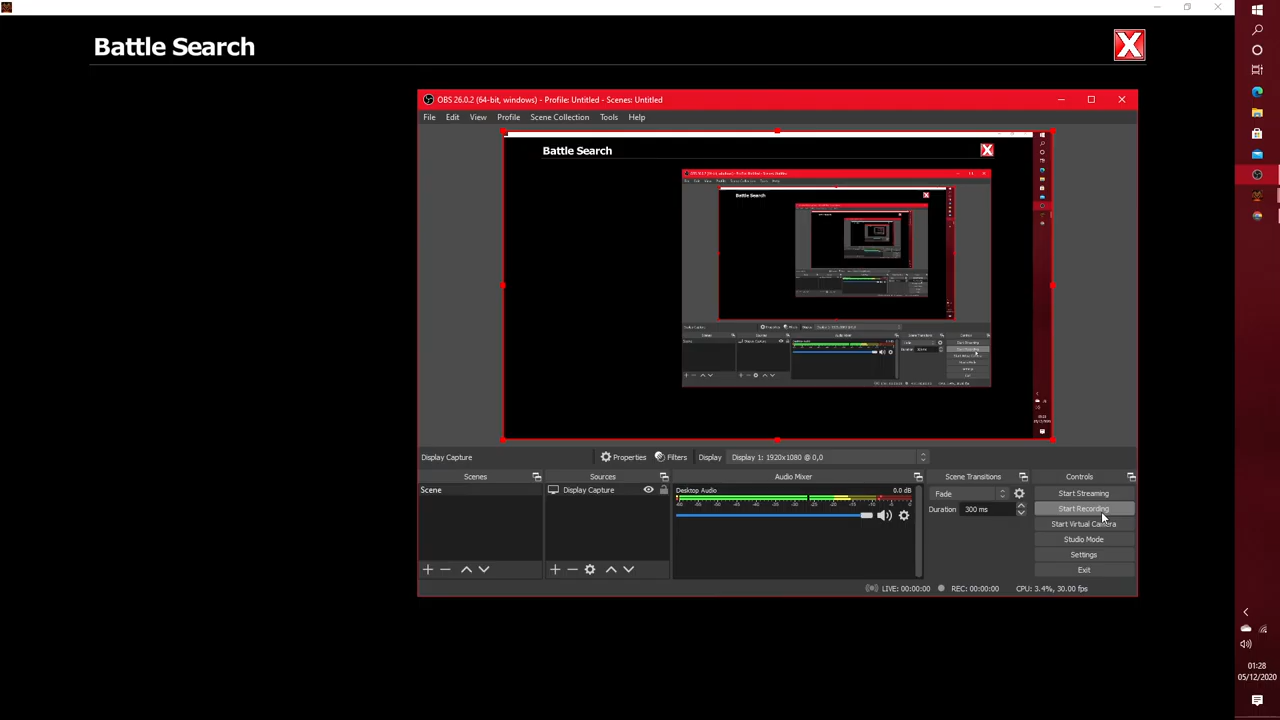 Battle Search
OBS 26.0.2 (64-bit, windows) - Profile: Untitled - Scenes: Untitled
File Edit View Profile Scene Collection Tools Help
Battle Search
Battle Search
Display Capture Properties Filters Display Display 1: 1920x1080 @ 0,0
Scenes Sources Audio Mixer Scene Transitions Controls
Scene
Display Capture
Desktop Audio 0.0 dB
Fade
Duration 300 ms
Start Streaming
Start Recording
Start Virtual Camera
Studio Mode
Settings
Exit
LIVE: 00:00:00 REC: 00:00:00 CPU: 3.4%, 30.00 fps
01:28
05/12/2020